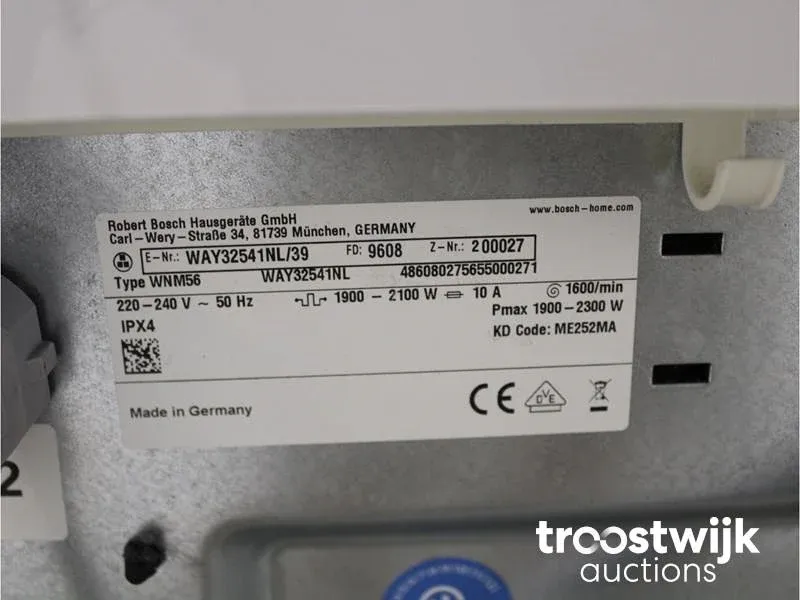 Robert Bosch Hausgeräte GmbH
www.bosch-home.com
Carl-Wery-Straße 34, 81739 München, GERMANY
E-Nr.: WAY32541NL/39 FD: 9608 Z-Nr.: 200027
Type WNM56 WAY32541NL 486080275655000271
220-240 V ~ 50 Hz 1900 - 2100 W 10 A 1600/min
IPX4 Pmax 1900-2300 W
KD Code: ME252MA
Made in Germany CE DVE
2
troostwijk
auctions